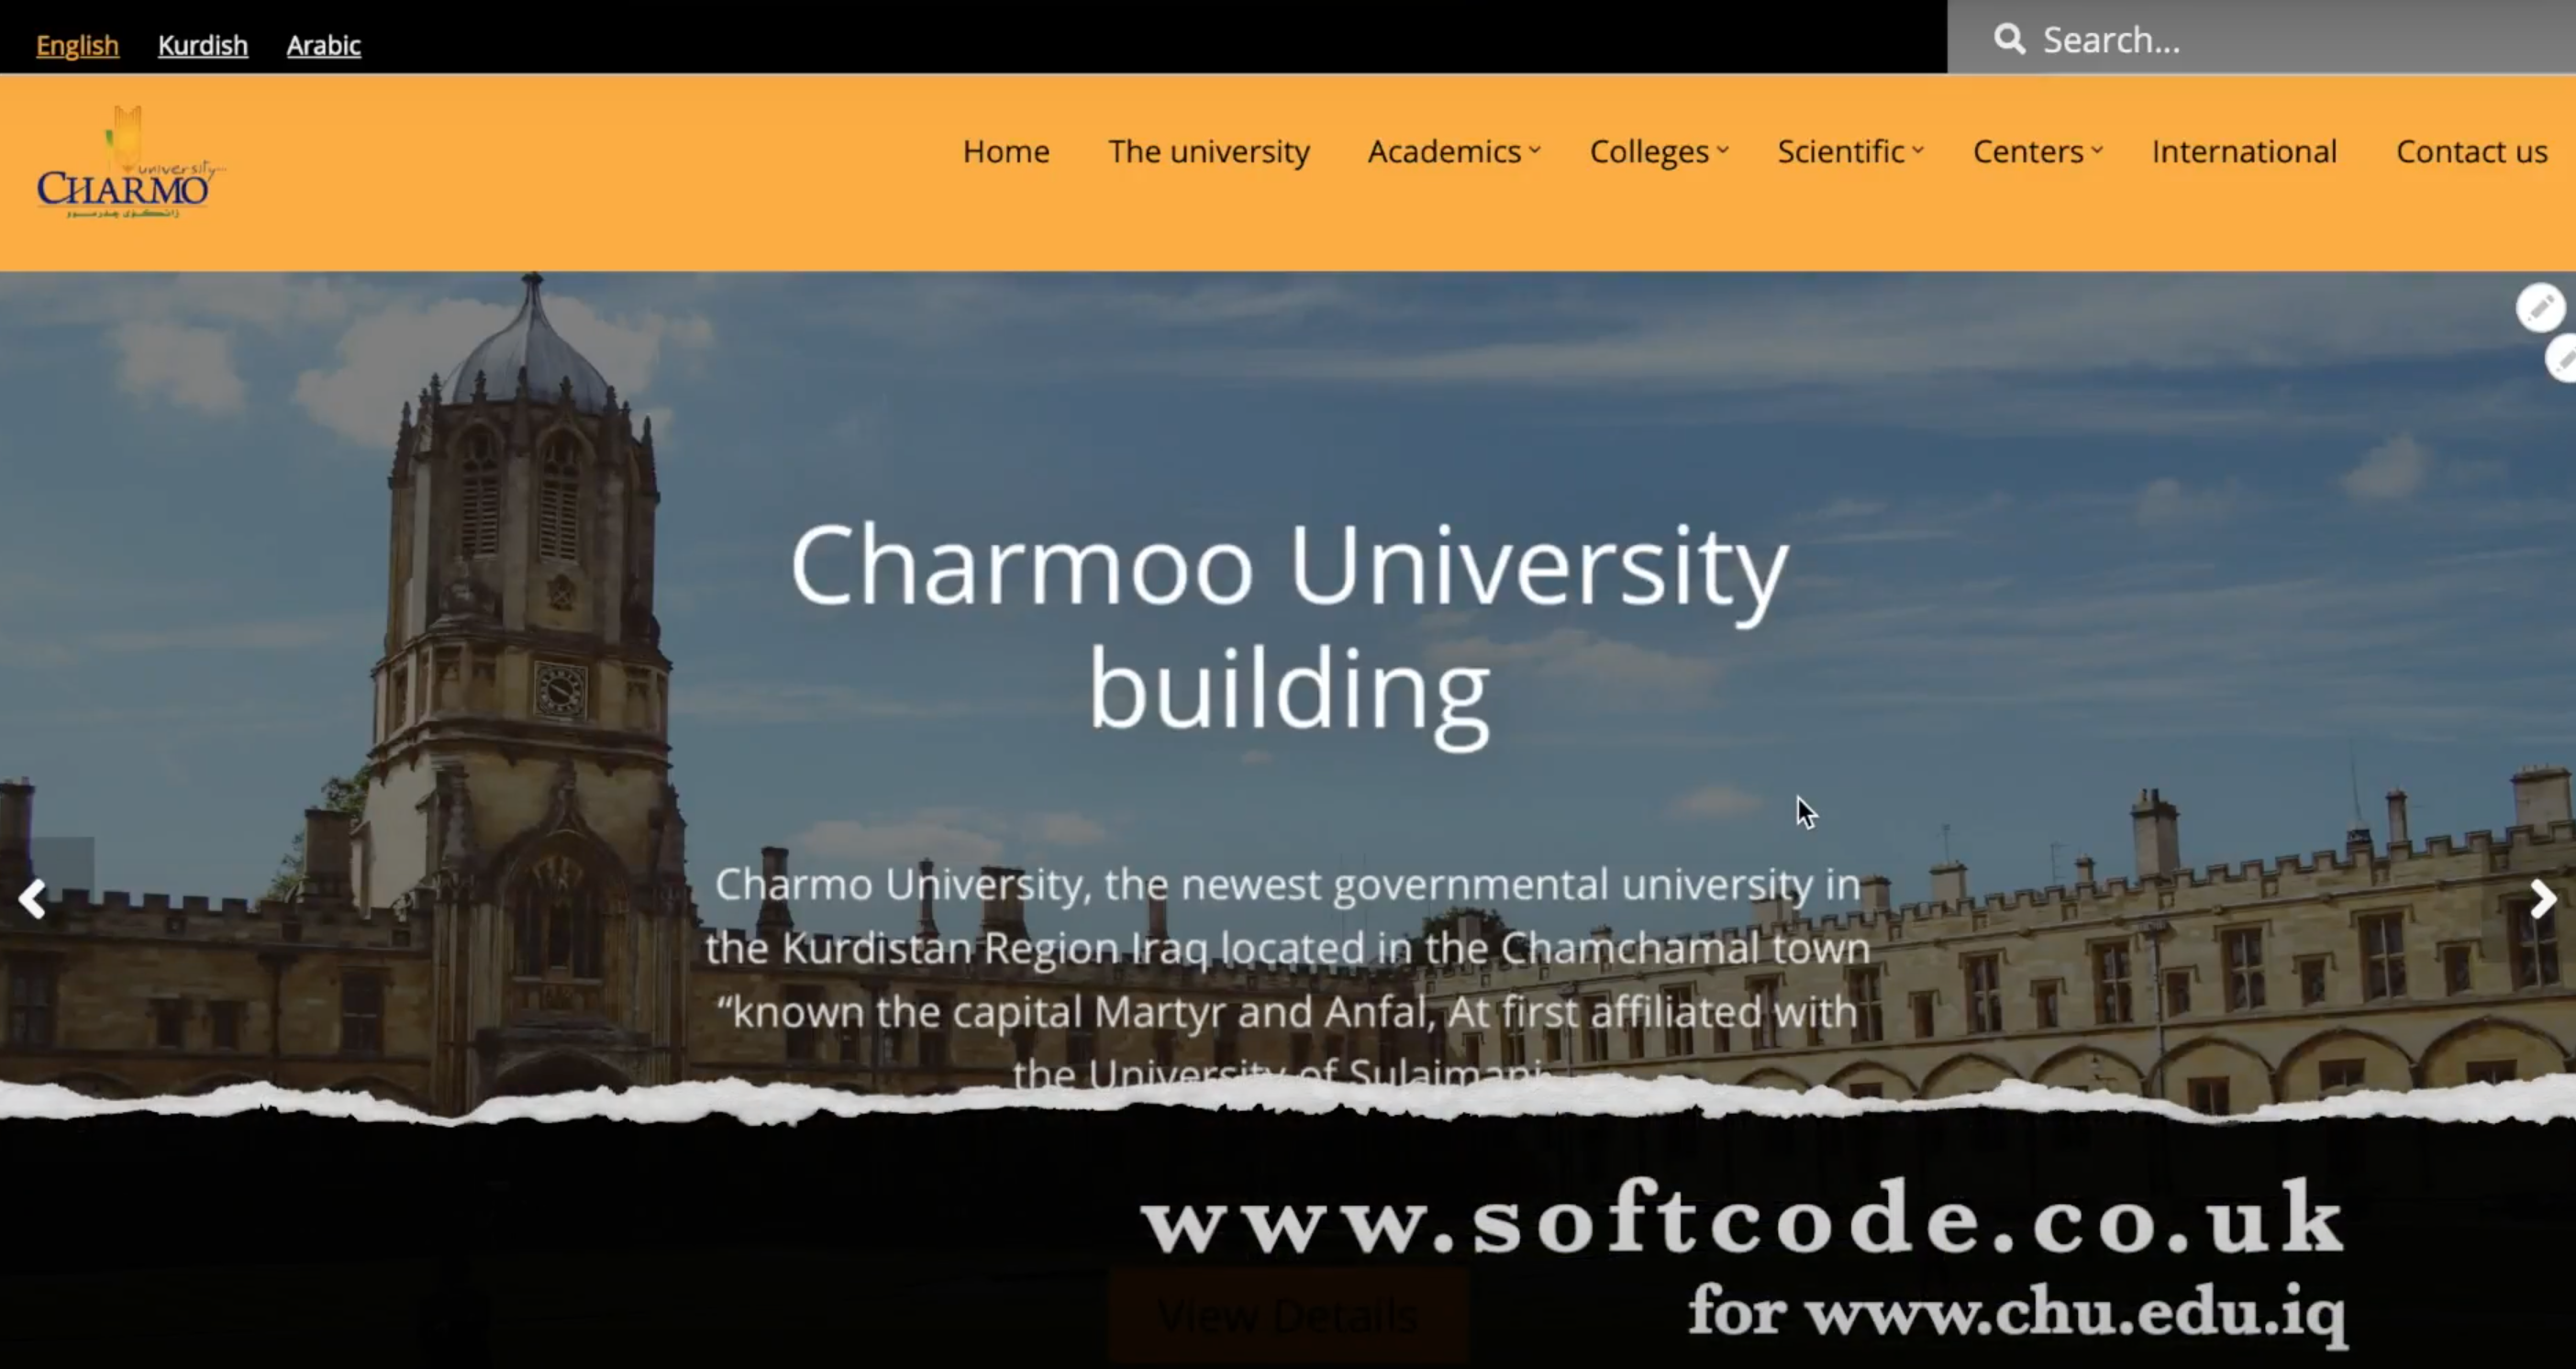 English Kurdish Arabic
Search...
university
CHARMO
زانکۆی چەرموو
Home The university Academics Colleges Scientific Centers International Contact us
Charmoo University
building
Charmo University, the newest governmental university in
the Kurdistan Region Iraq located in the Chamchamal town
“known the capital Martyr and Anfal, At first affiliated with
the University of Sulaimani
www.softcode.co.uk
View Details
for www.chu.edu.iq